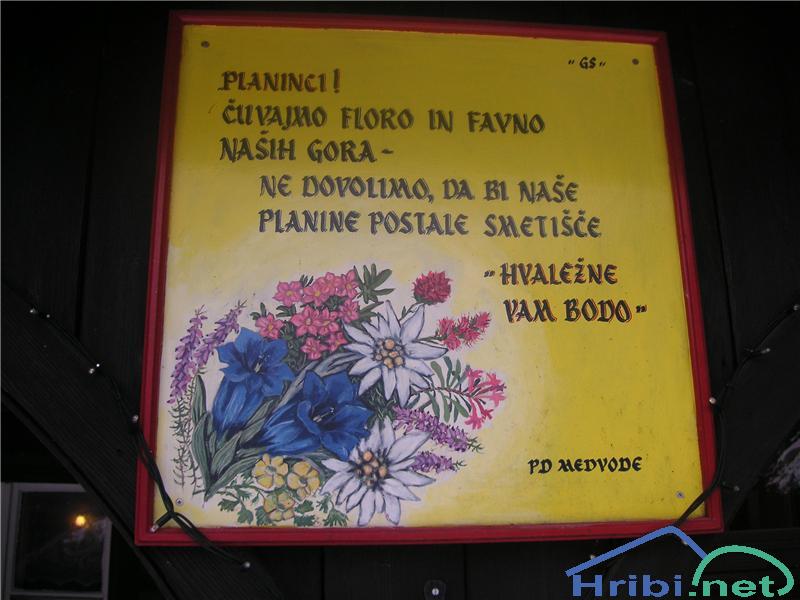 "GS"
PLANINCI!
ČUVAJMO FLORO IN FAVNO
NAŠIH GORA -
NE DOVOLIMO, DA BI NAŠE
PLANINE POSTALE SMETIŠČE
"HVALEŽNE
VAM BODO"
PD MEDVODE
Hribi.net